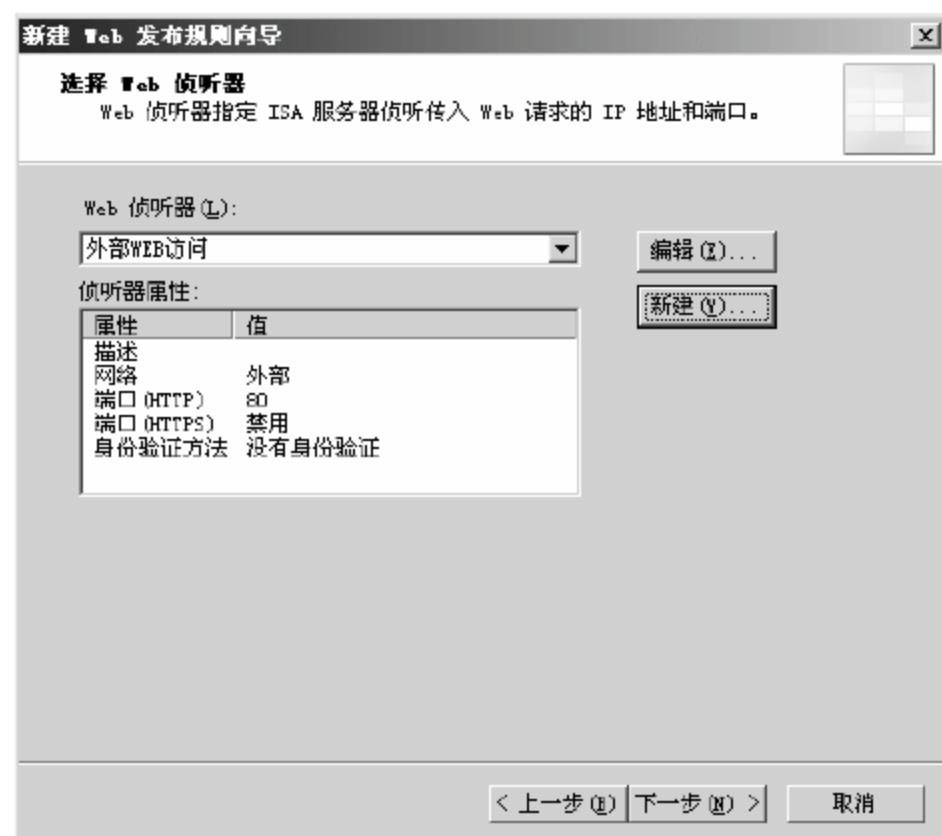 新建 Web 发布规则向导
选择 Web 侦听器
Web 侦听器指定 ISA 服务器侦听传入 Web 请求的 IP 地址和端口。
Web 侦听器(L):
外部WEB访问
编辑(I)...
侦听器属性:
新建(Y)...
属性 值
描述
网络 外部
端口(HTTP) 80
端口(HTTPS) 禁用
身份验证方法 没有身份验证
< 上一步(B) 下一步(N) > 取消